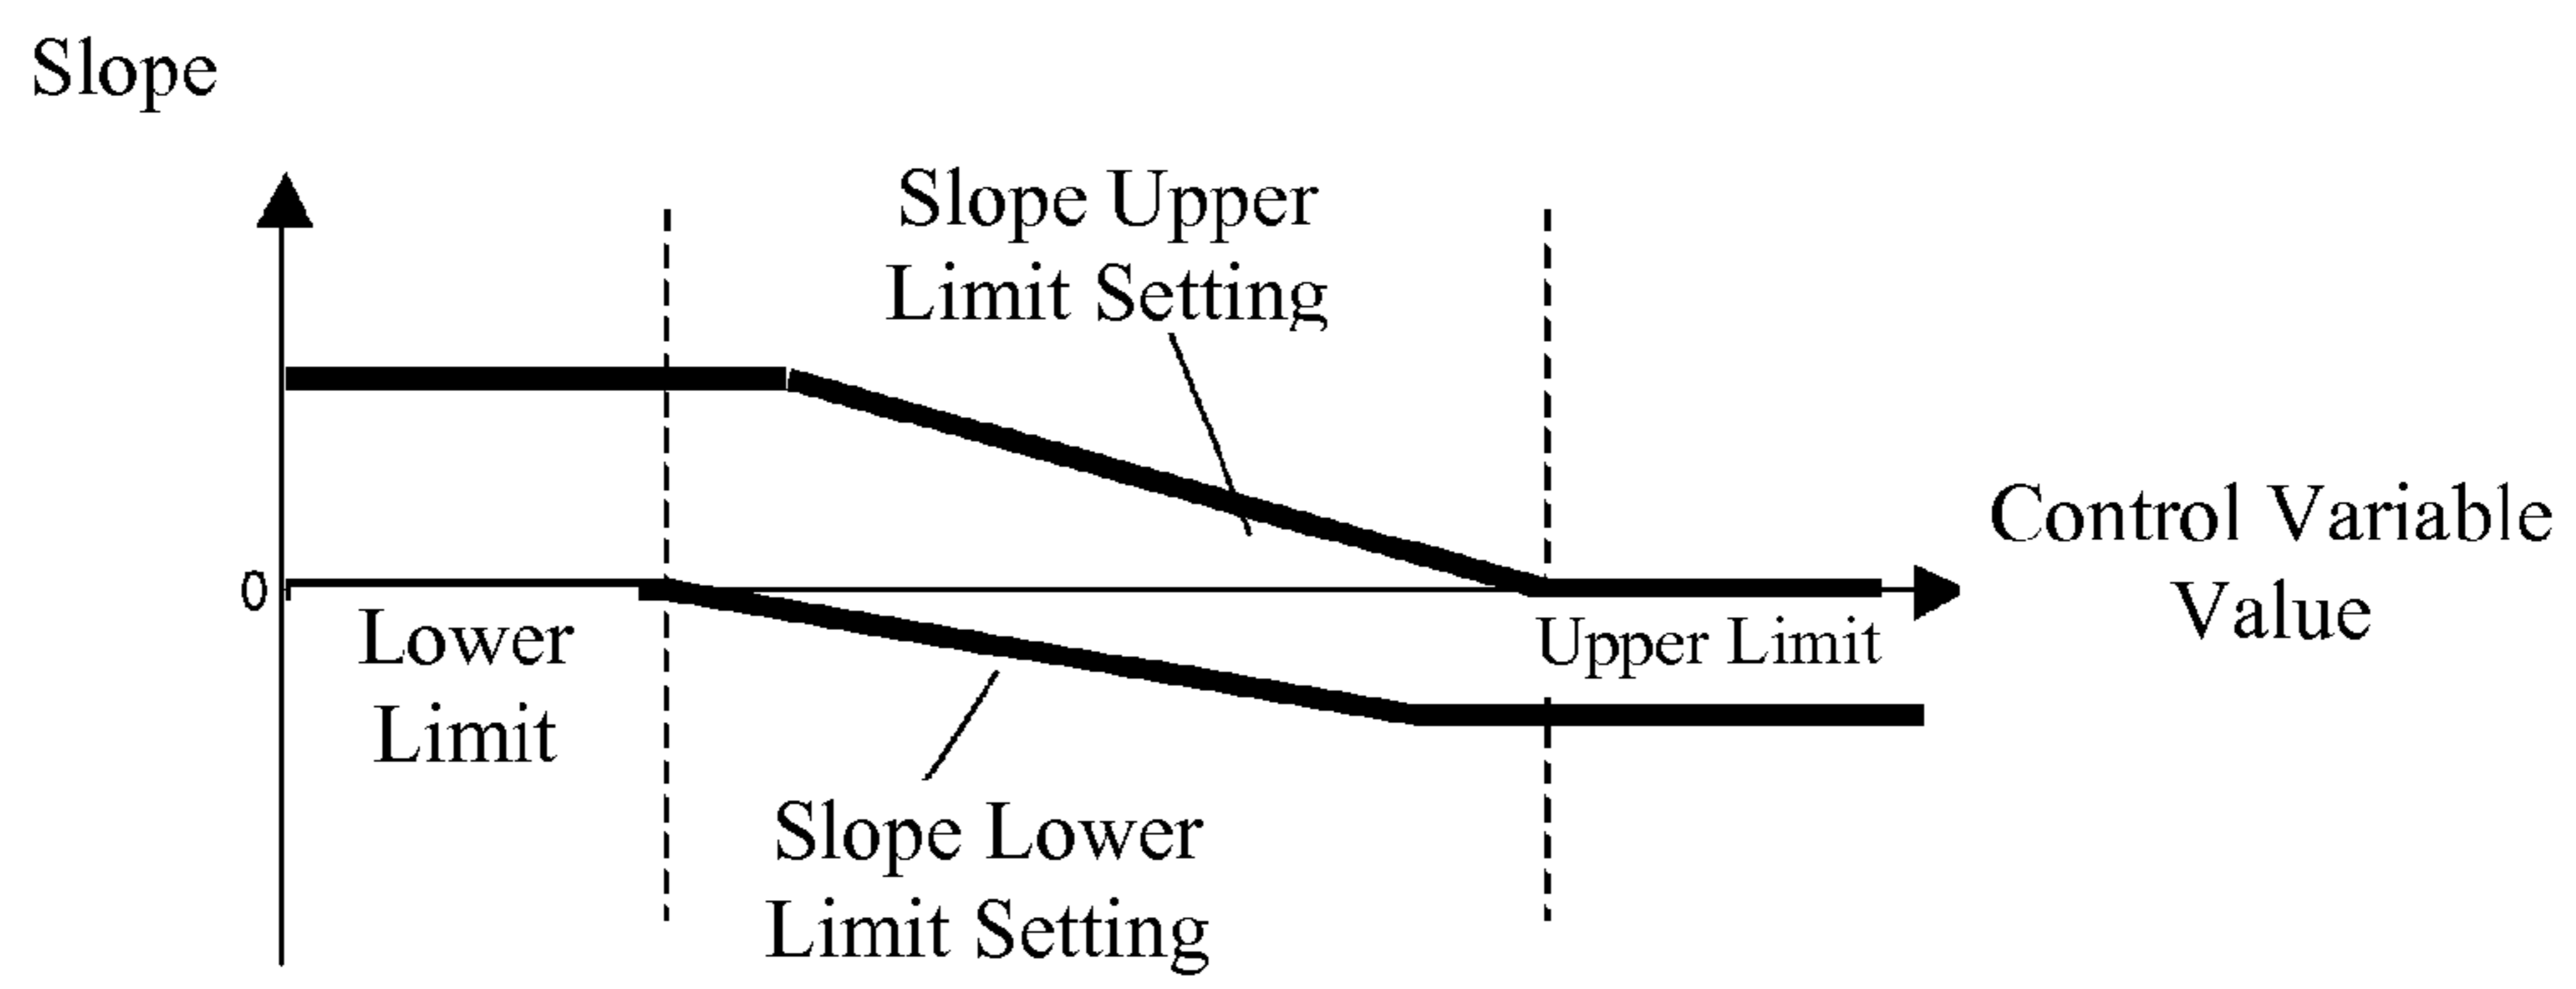 Slope
Slope Upper
Limit Setting
Control Variable
Value
0
Lower
Limit
Upper Limit
Slope Lower
Limit Setting